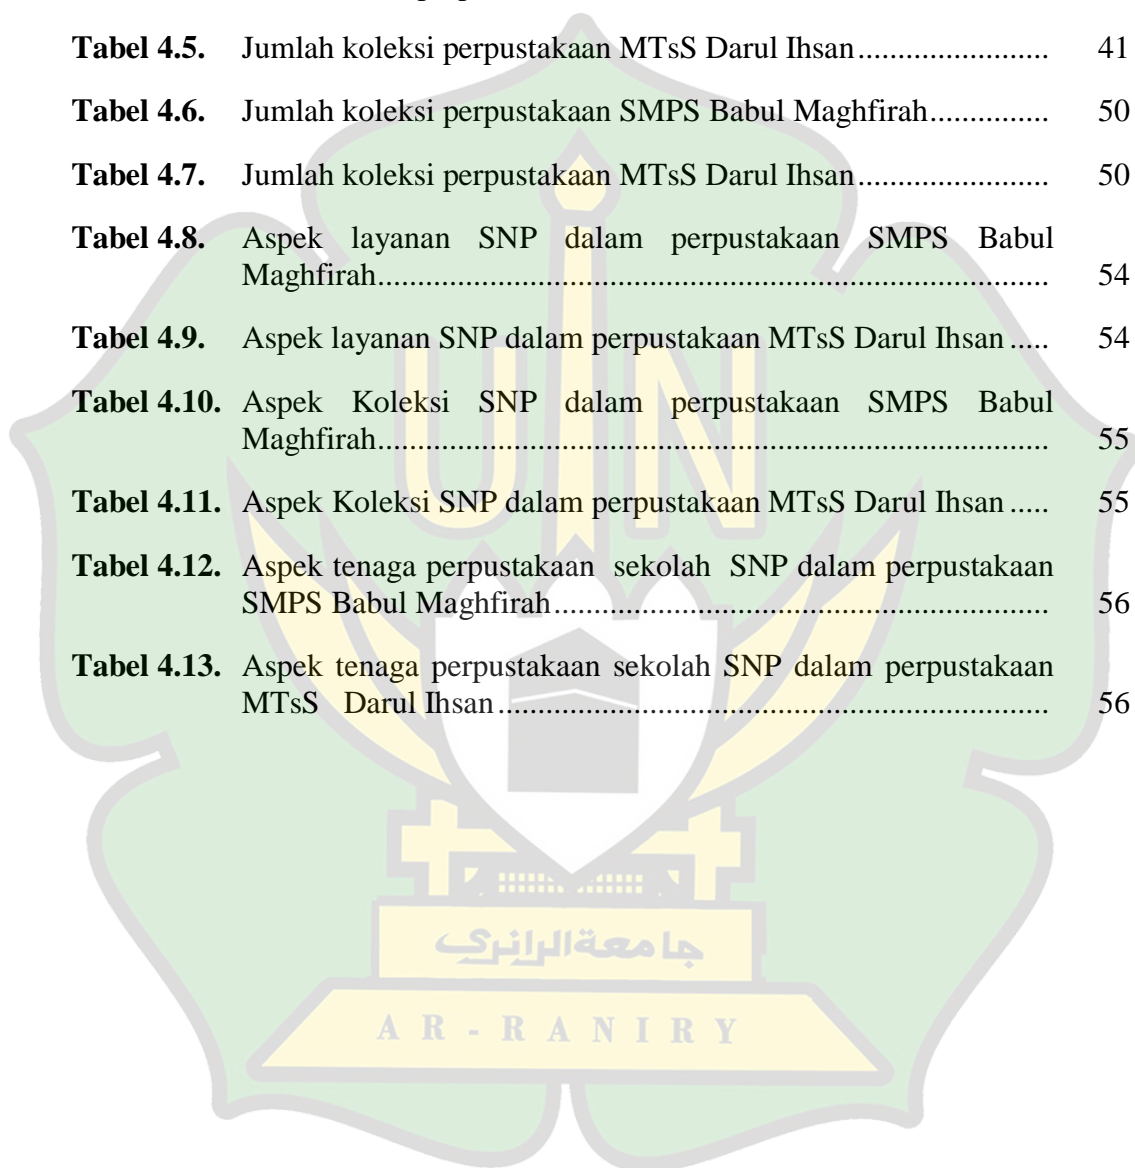 Tabel 4.5. Jumlah koleksi perpustakaan MTsS Darul Ihsan........................ 41
Tabel 4.6. Jumlah koleksi perpustakaan SMPS Babul Maghfirah............... 50
Tabel 4.7. Jumlah koleksi perpustakaan MTsS Darul Ihsan........................ 50
Tabel 4.8. Aspek layanan SNP dalam perpustakaan SMPS Babul
Maghfirah.................................................................................... 54
Tabel 4.9. Aspek layanan SNP dalam perpustakaan MTsS Darul Ihsan ..... 54
Tabel 4.10. Aspek Koleksi SNP dalam perpustakaan SMPS Babul
Maghfirah.................................................................................... 55
Tabel 4.11. Aspek Koleksi SNP dalam perpustakaan MTsS Darul Ihsan ..... 55
Tabel 4.12. Aspek tenaga perpustakaan sekolah SNP dalam perpustakaan
SMPS Babul Maghfirah.............................................................. 56
Tabel 4.13. Aspek tenaga perpustakaan sekolah SNP dalam perpustakaan
MTsS Darul Ihsan..................................................................... 56
UIN
جامعةالرانرك
AR-RANIRY